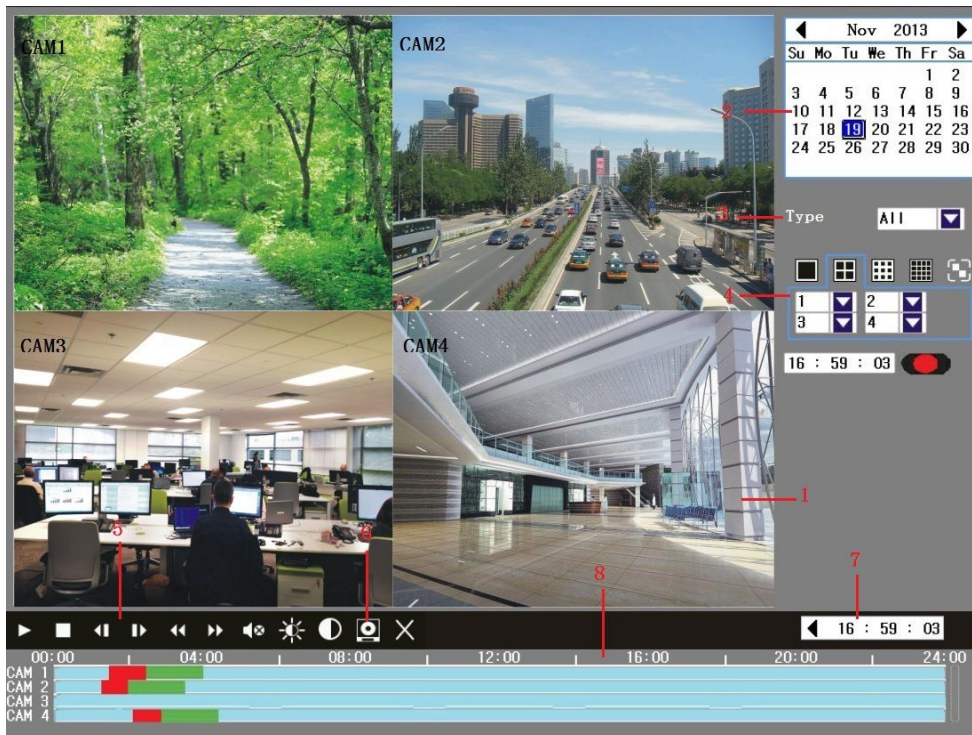 CAM1
CAM2
CAM3
CAM4
Nov 2013
Su Mo Tu We Th Fr Sa
1 2
3 4 5 6 7 8 9
2
10 11 12 13 14 15 16
17 18 19 20 21 22 23
24 25 26 27 28 29 30
3
Type All
4
1 2
3 4
16 : 59 : 03
1
5
6
7
8
16 : 59 : 03
00:00 04:00 08:00 12:00 16:00 20:00 24:00
CAM 1
CAM 2
CAM 3
CAM 4